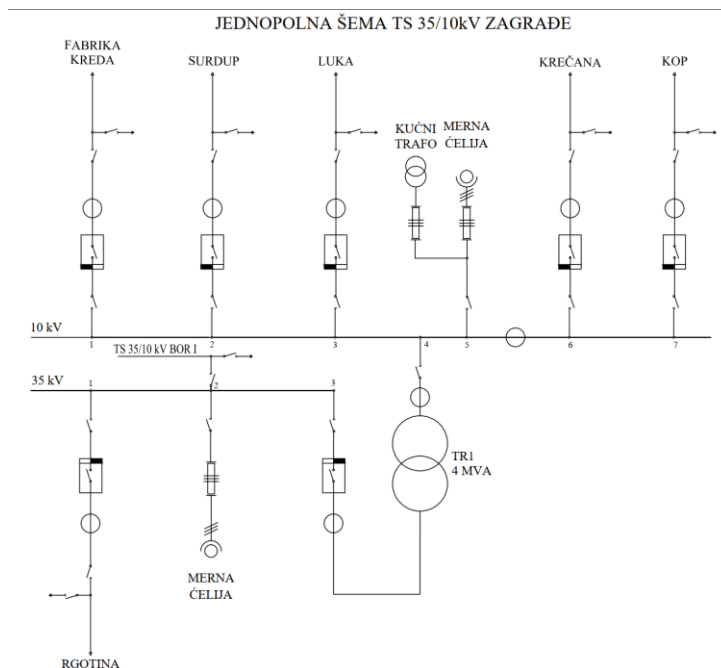 JEDNOPOLNA ŠEMA TS 35/10kV ZAGRAĐE
FABRIKA
KREDA
SURDUP
LUKA
KREČANA
KOP
KUĆNI
TRAFO
MERNA
ĆELIJA
10 kV
1
2
3
4
5
6
7
TS 35/10 kV BOR I
35 kV
1
2
3
TR1
4 MVA
MERNA
ĆELIJA
RGOTINA